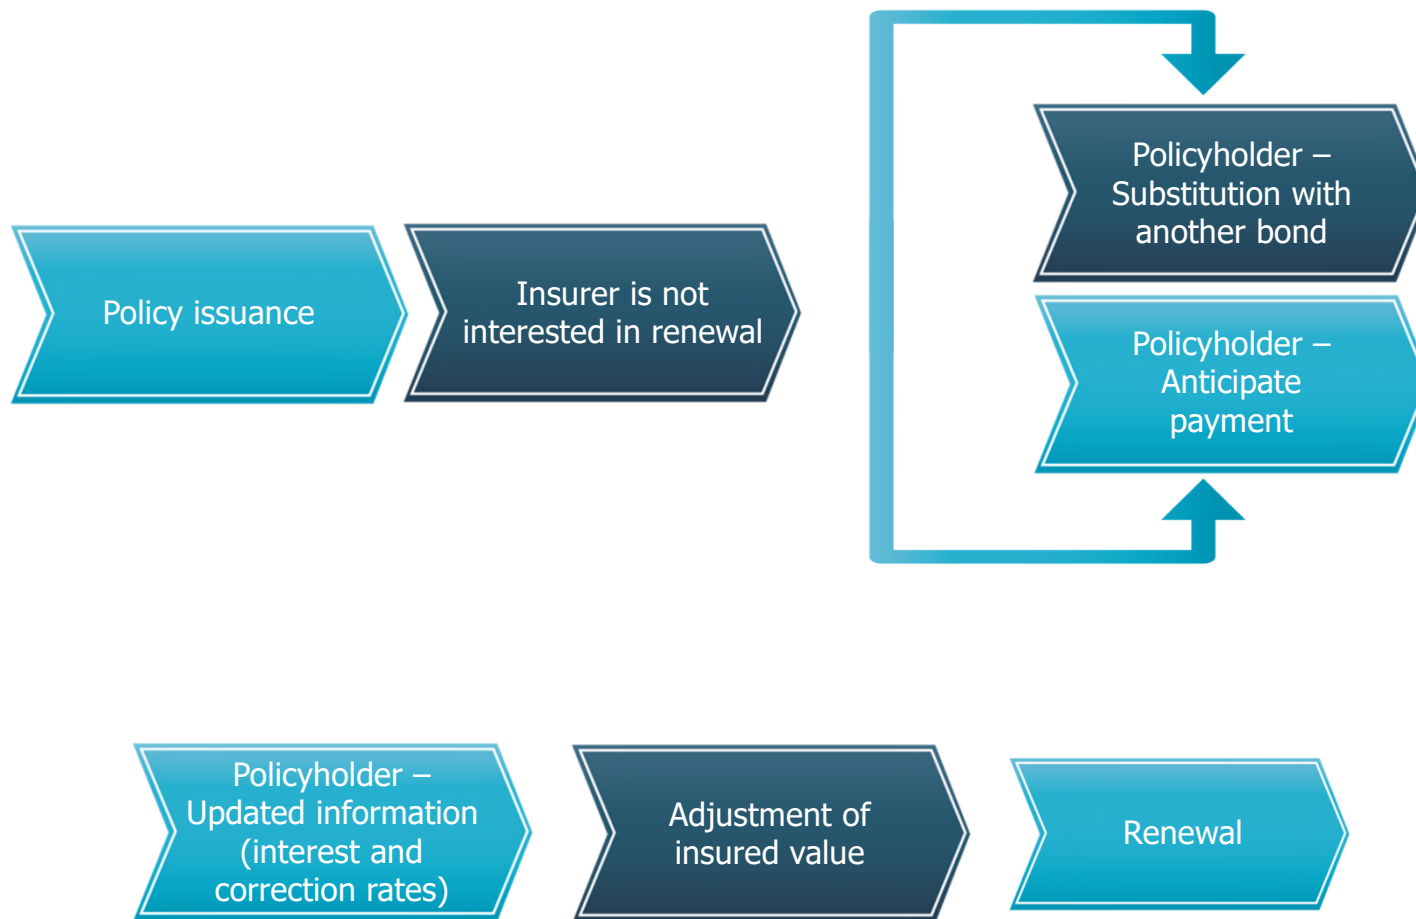 Policy issuance
Insurer is not
interested in renewal
Policyholder –
Substitution with
another bond
Policyholder –
Anticipate
payment
Policyholder –
Updated information
(interest and
correction rates)
Adjustment of
insured value
Renewal